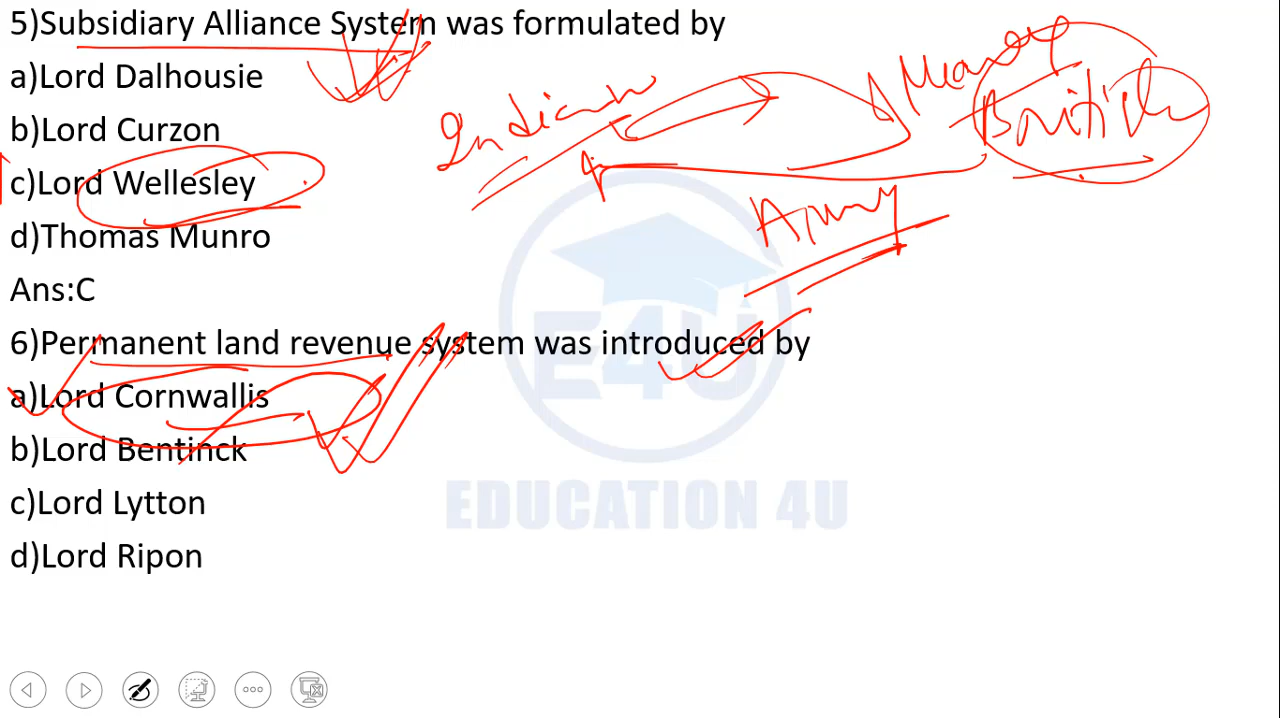 5)Subsidiary Alliance System was formulated by
a)Lord Dalhousie
b)Lord Curzon
c)Lord Wellesley
d)Thomas Munro
Ans:C
6)Permanent land revenue system was introduced by
a)Lord Cornwallis
b)Lord Bentinck
c)Lord Lytton
d)Lord Ripon
Indian
Money
British
Army
E4U
EDUCATION 4U